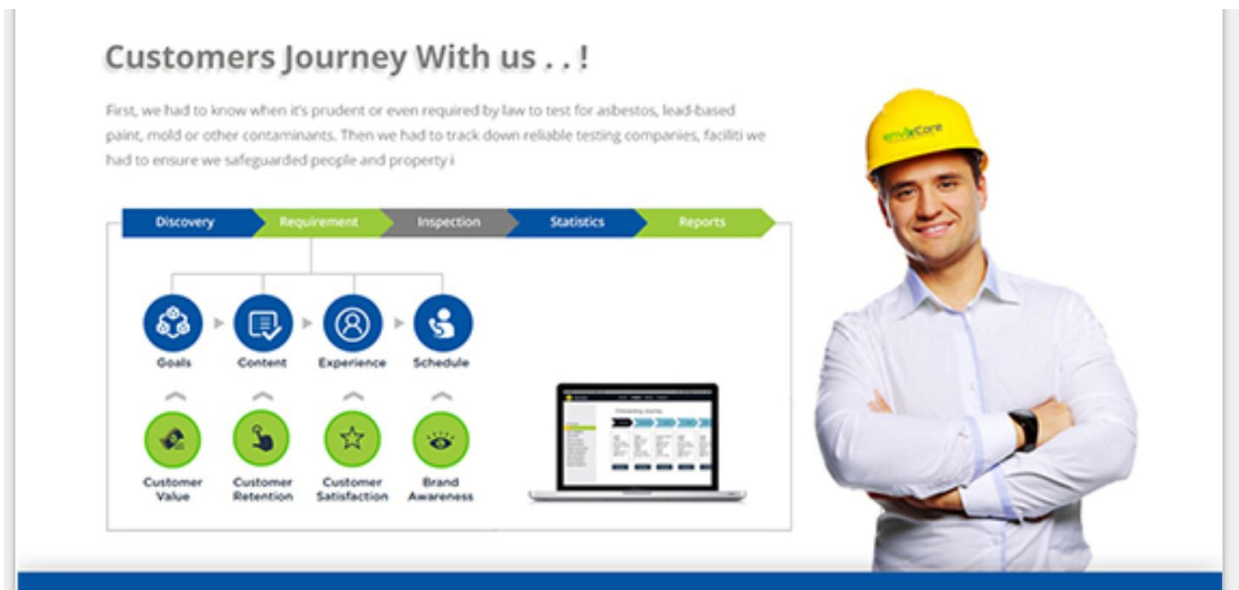 Customers Journey With us . . !
First, we had to know when it's prudent or even required by law to test for asbestos, lead-based
paint, mold or other contaminants. Then we had to track down reliable testing companies, faciliti we
had to ensure we safeguarded people and property i
enviroCore
Discovery Requirement Inspection Statistics Reports
Goals Content Experience Schedule
Customer Customer Customer Brand
Value Retention Satisfaction Awareness
Onboarding Journey